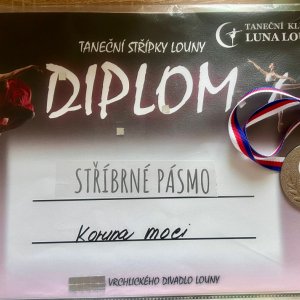 TANEČNÍ KL
LUNA LOU
TANEČNÍ STŘÍPKY LOUNY
DIPLOM
STŘÍBRNÉ PÁSMO
Koruna moci
VRCHLICKÉHO DIVADLO LOUNY